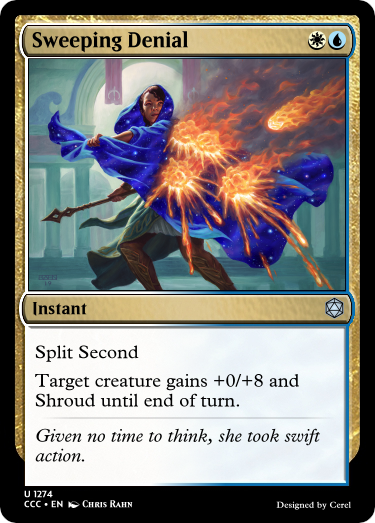 Sweeping Denial
Instant
Split Second
Target creature gains +0/+8 and
Shroud until end of turn.
Given no time to think, she took swift
action.
U 1274
CCC • EN Chris Rahn
Designed by Cerel